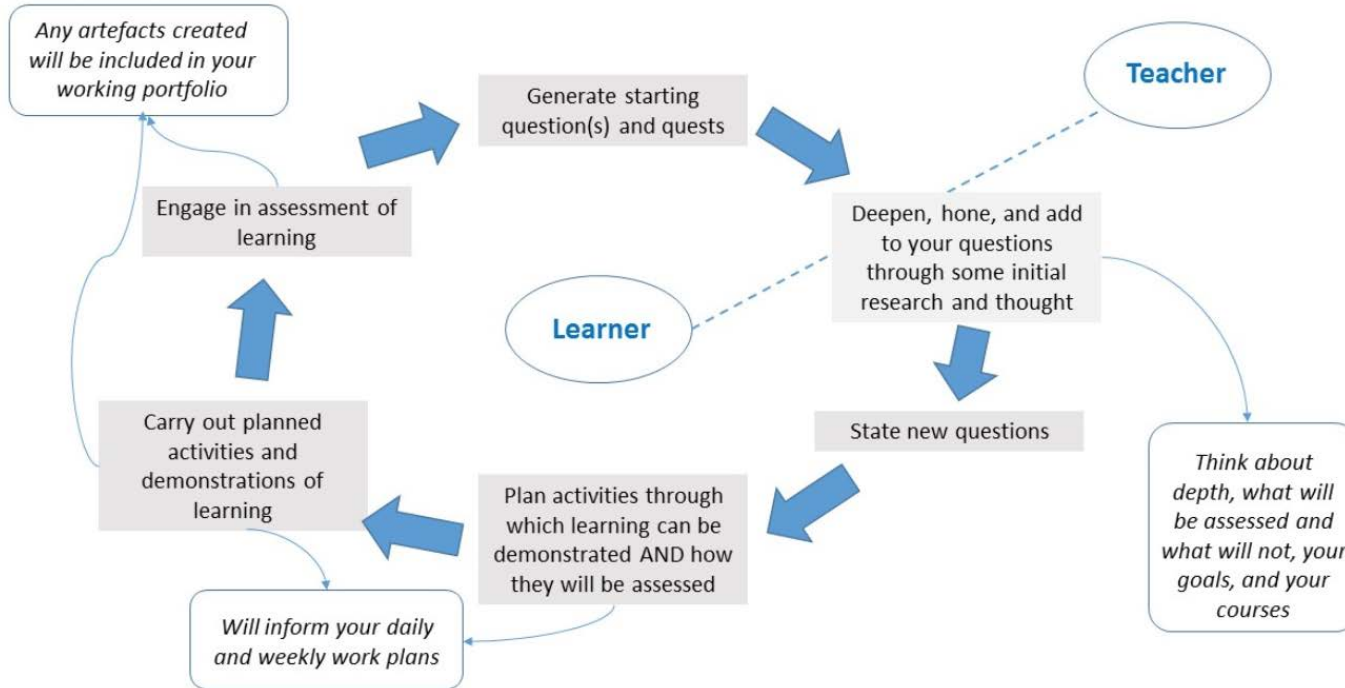 Any artefacts created
will be included in your
working portfolio
Generate starting
question(s) and quests
Teacher
Engage in assessment of
learning
Deepen, hone, and add
to your questions
through some initial
research and thought
Learner
Carry out planned
activities and
demonstrations of
learning
State new questions
Plan activities through
which learning can be
demonstrated AND how
they will be assessed
Think about
depth, what will
be assessed and
what will not, your
goals, and your
courses
Will inform your daily
and weekly work plans